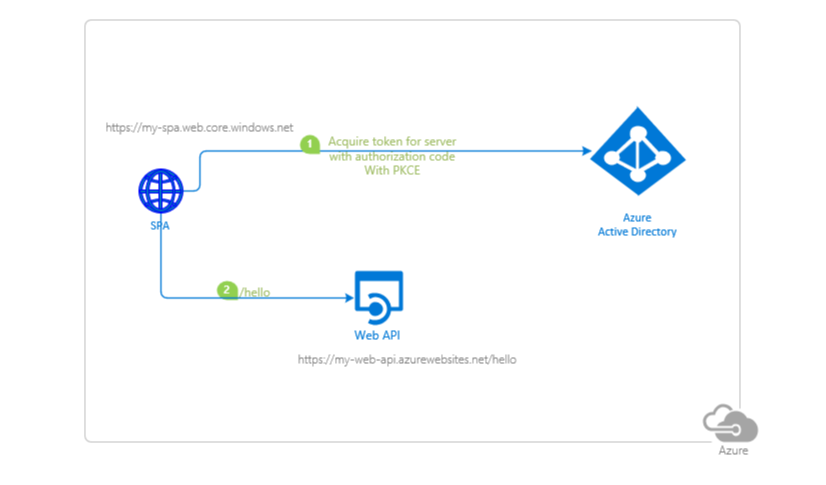 https://my-spa.web.core.windows.net
1
Acquire token for server
with authorization code
With PKCE
SPA
Azure
Active Directory
2
/hello
Web API
https://my-web-api.azurewebsites.net/hello
Azure